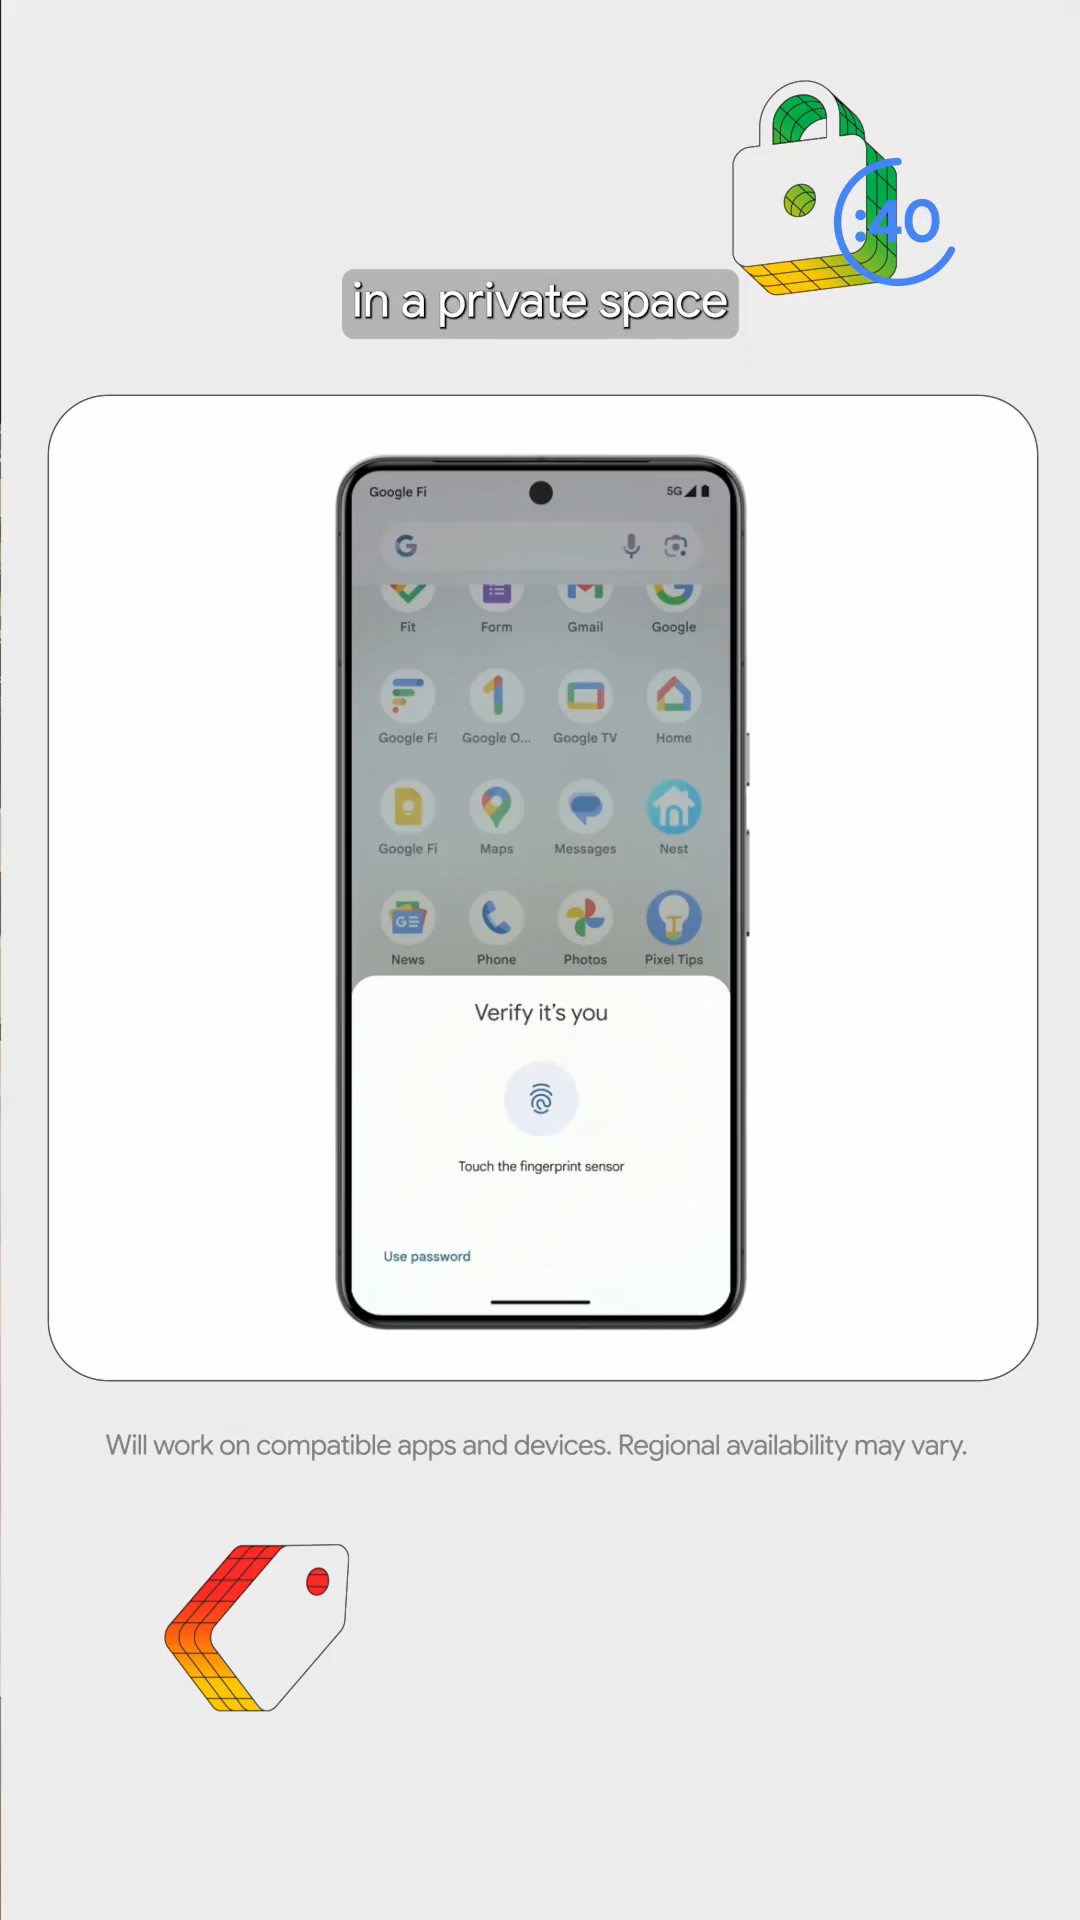 :40
in a private space
Google Fi
5G
G
Fit
Form
Gmail
Google
Google Fi
Google O...
Google TV
Home
Google Fi
Maps
Messages
Nest
GE
News
Phone
Photos
Pixel Tips
Verify it's you
Touch the fingerprint sensor
Use password
Will work on compatible apps and devices. Regional availability may vary.